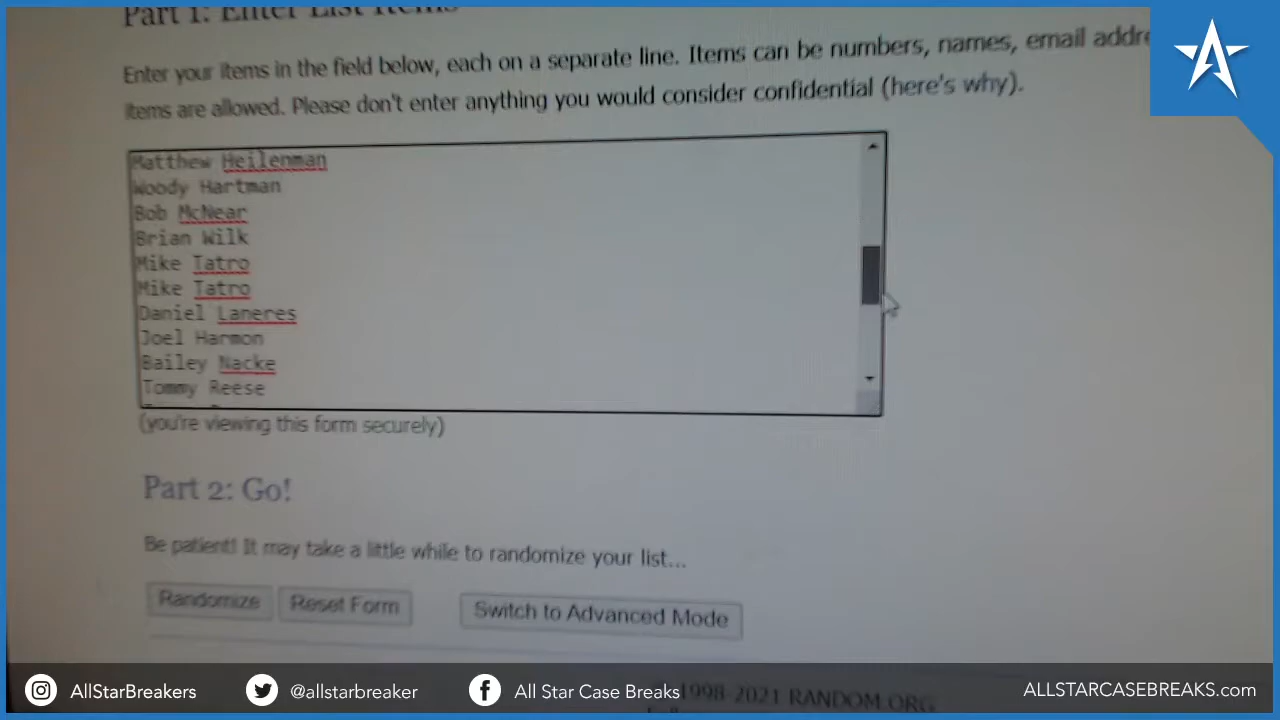 Part 1: Enter List Items
Enter your items in the field below, each on a separate line. Items can be numbers, names, email addre
items are allowed. Please don't enter anything you would consider confidential (here's why).
Matthew Heilenman
Woody Hartman
Bob McNear
Brian Wilk
Mike Tatro
Mike Tatro
Daniel Laneres
Joel Harmon
Bailey Nacke
Tommy Reese
(you're viewing this form securely)
Part 2: Go!
Be patient! It may take a little while to randomize your list...
Randomize Reset Form Switch to Advanced Mode
1998-2021 RANDOM.ORG
AllStarBreakers @allstarbreaker All Star Case Breaks ALLSTARCASEBREAKS.com